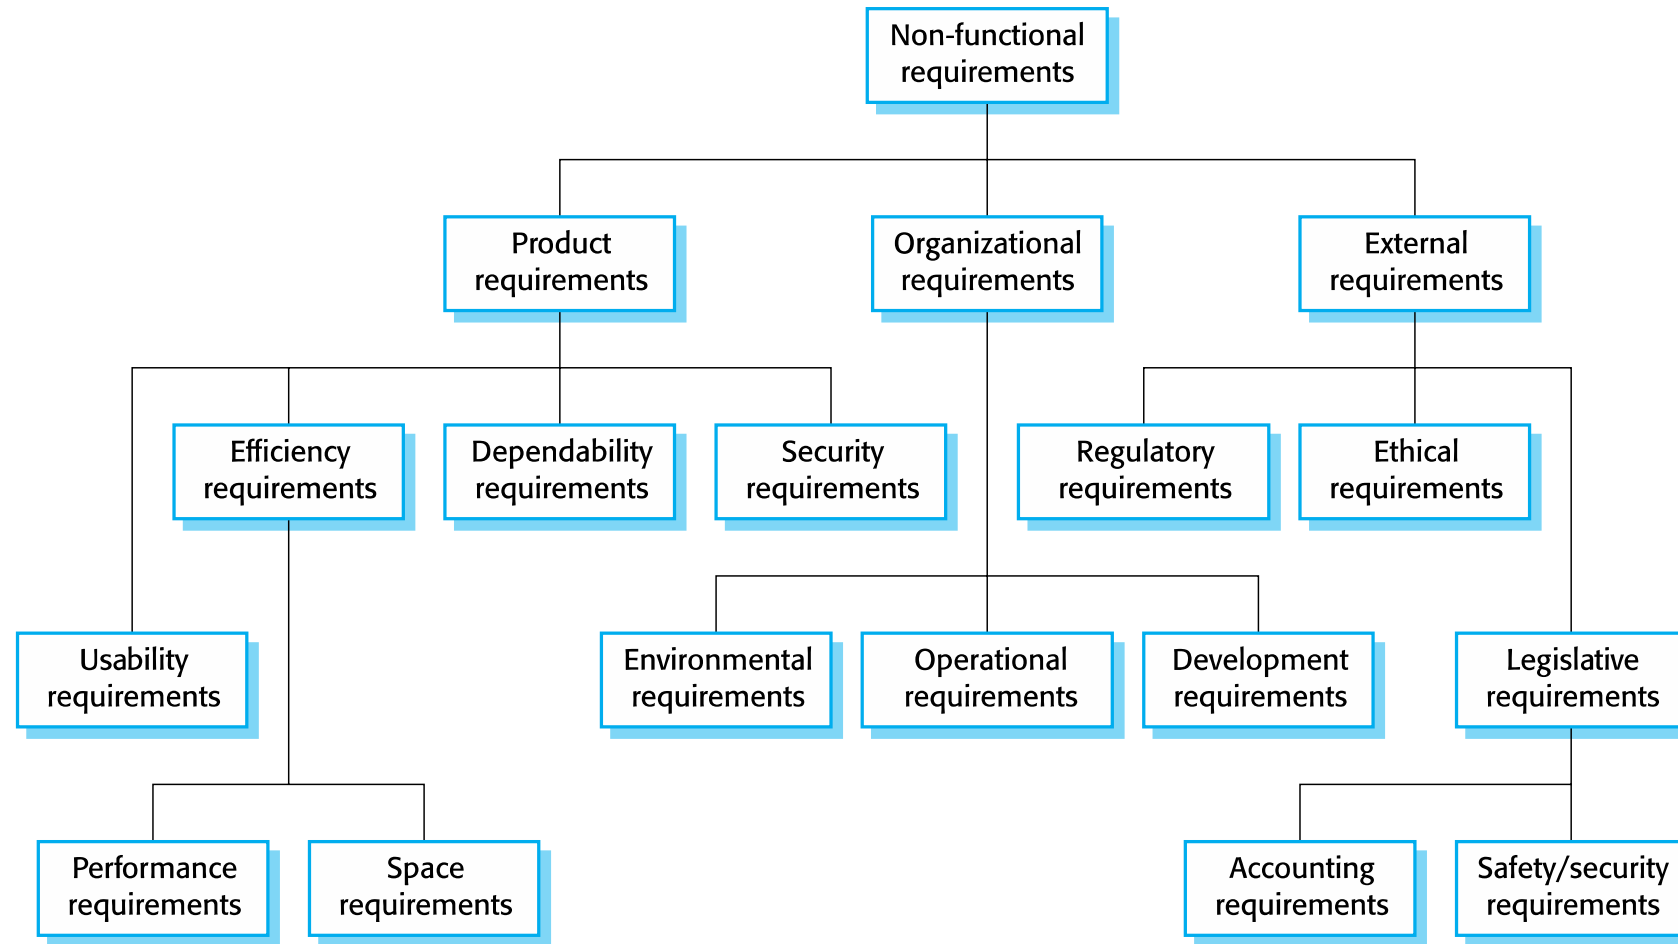 Non-functional
requirements
Product
requirements
Organizational
requirements
External
requirements
Efficiency
requirements
Dependability
requirements
Security
requirements
Regulatory
requirements
Ethical
requirements
Usability
requirements
Environmental
requirements
Operational
requirements
Development
requirements
Legislative
requirements
Performance
requirements
Space
requirements
Accounting
requirements
Safety/security
requirements